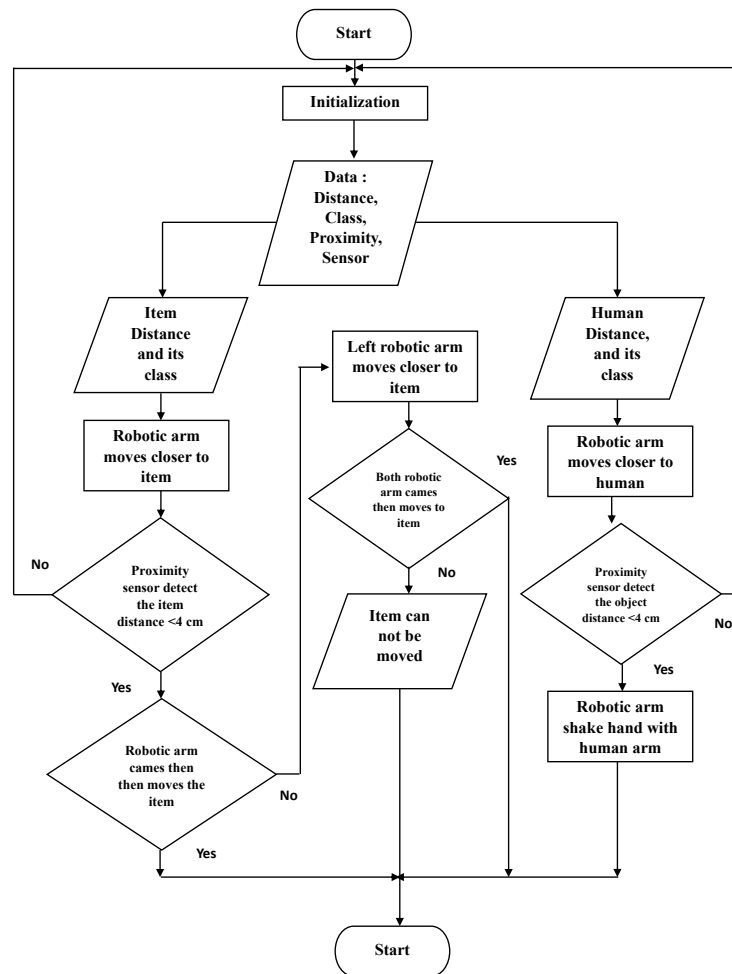 Start
Initialization
Data :
Distance,
Class,
Proximity,
Sensor
Item
Distance
and its
class
Robotic arm
moves closer to
item
No
Proximity
sensor detect
the item
distance <4 cm
Yes
Robotic arm
cames then
then moves the
item
No
Yes
Left robotic arm
moves closer to
item
Both robotic
arm cames
then moves to
item
Yes
No
Item can
not be
moved
Human
Distance,
and its
class
Robotic arm
moves closer to
human
Proximity
sensor detect
the object
distance <4 cm
No
Yes
Robotic arm
shake hand with
human arm
Start